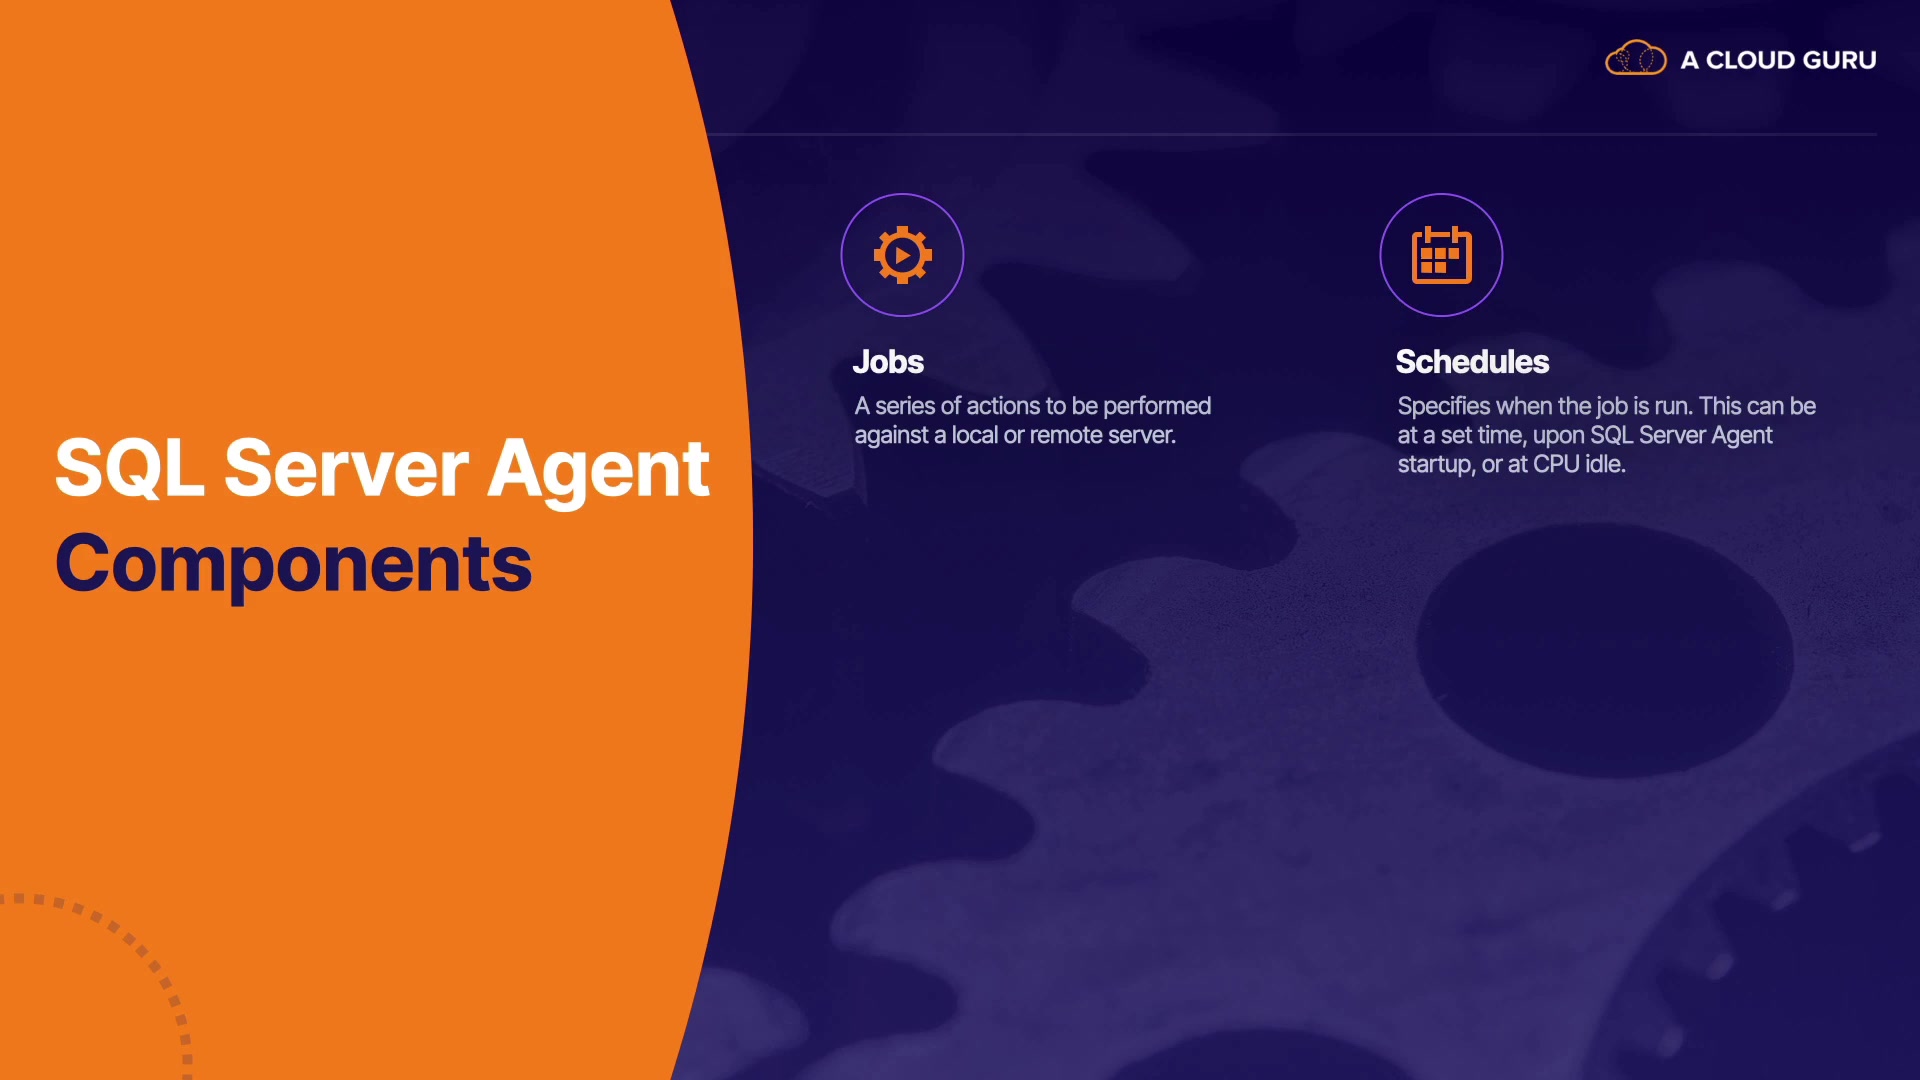 A CLOUD GURU
SQL Server Agent
Components
Jobs
A series of actions to be performed
against a local or remote server.
Schedules
Specifies when the job is run. This can be
at a set time, upon SQL Server Agent
startup, or at CPU idle.